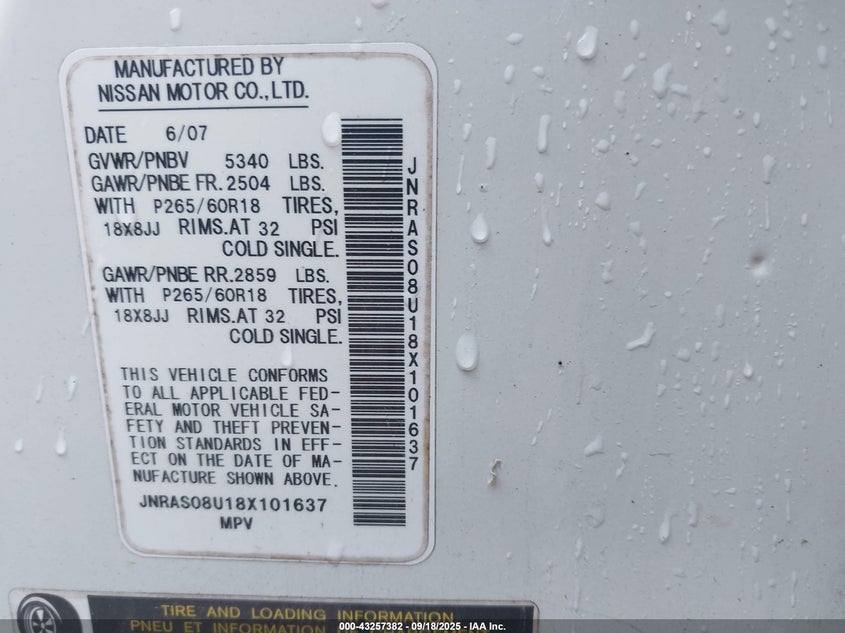 MANUFACTURED BY
NISSAN MOTOR CO., LTD.
DATE 6/07
GVWR/PNBV 5340 LBS.
GAWR/PNBE FR. 2504 LBS.
WITH P265/60R18 TIRES,
18X8JJ RIMS. AT 32 PSI
COLD SINGLE.
GAWR/PNBE RR. 2859 LBS.
WITH P265/60R18 TIRES,
18X8JJ RIMS. AT 32 PSI
COLD SINGLE.
THIS VEHICLE CONFORMS
TO ALL APPLICABLE FED-
ERAL MOTOR VEHICLE SA-
FETY AND THEFT PREVEN-
TION STANDARDS IN EFF-
ECT ON THE DATE OF MA-
NUFACTURE SHOWN ABOVE.
JNRAS08U18X101637
MPV
JNRAS08U18X101637
TIRE AND LOADING INFORMATION
PNEU ET INFORMATION
000-43257382 - 09/18/2025 - IAA Inc.